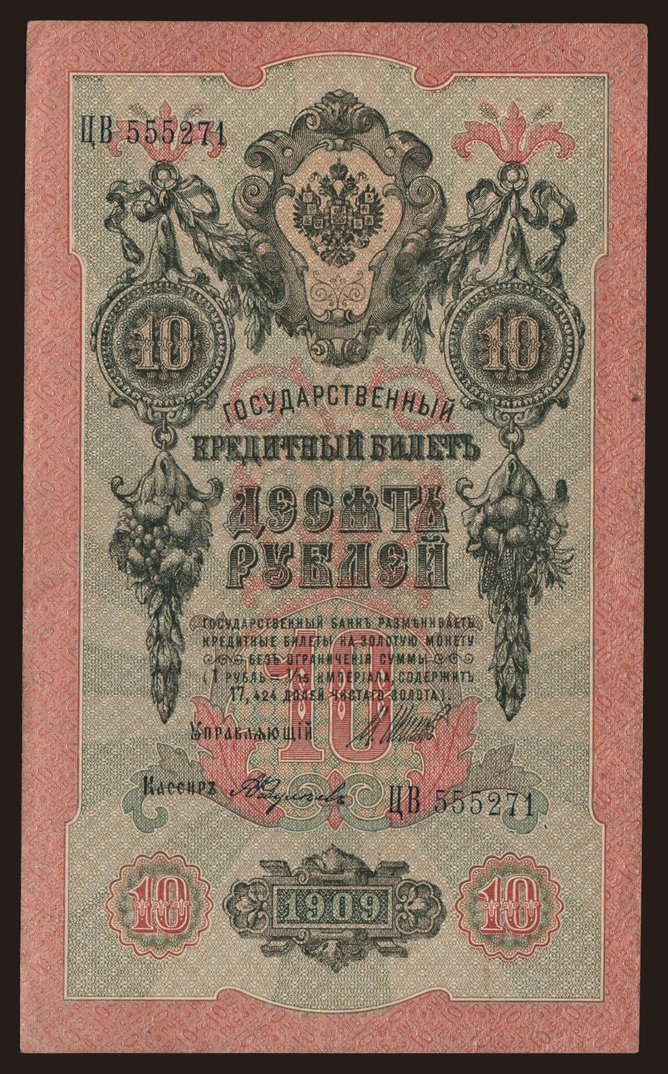 ЦВ 555271
10 10
ГОСУДАРСТВЕННЫЙ
КРЕДИТНЫЙ БИЛЕТЪ
ДЕСЯТЬ
РУБЛЕЙ
ГОСУДАРСТВЕННЫЙ БАНКЪ РАЗМѢНИВАЕТЪ
КРЕДИТНЫЕ БИЛЕТЫ НА ЗОЛОТУЮ МОНЕТУ
БЕЗЪ ОГРАНИЧЕНІЯ СУММЫ
(1 РУБЛЬ = 1/15 ИМПЕРІАЛА, СОДЕРЖИТЪ
17,424 ДОЛЕЙ ЧИСТАГО ЗОЛОТА).
10
УПРАВЛЯЮЩІЙ
Кассиръ
ЦВ 555271
10 1909 10